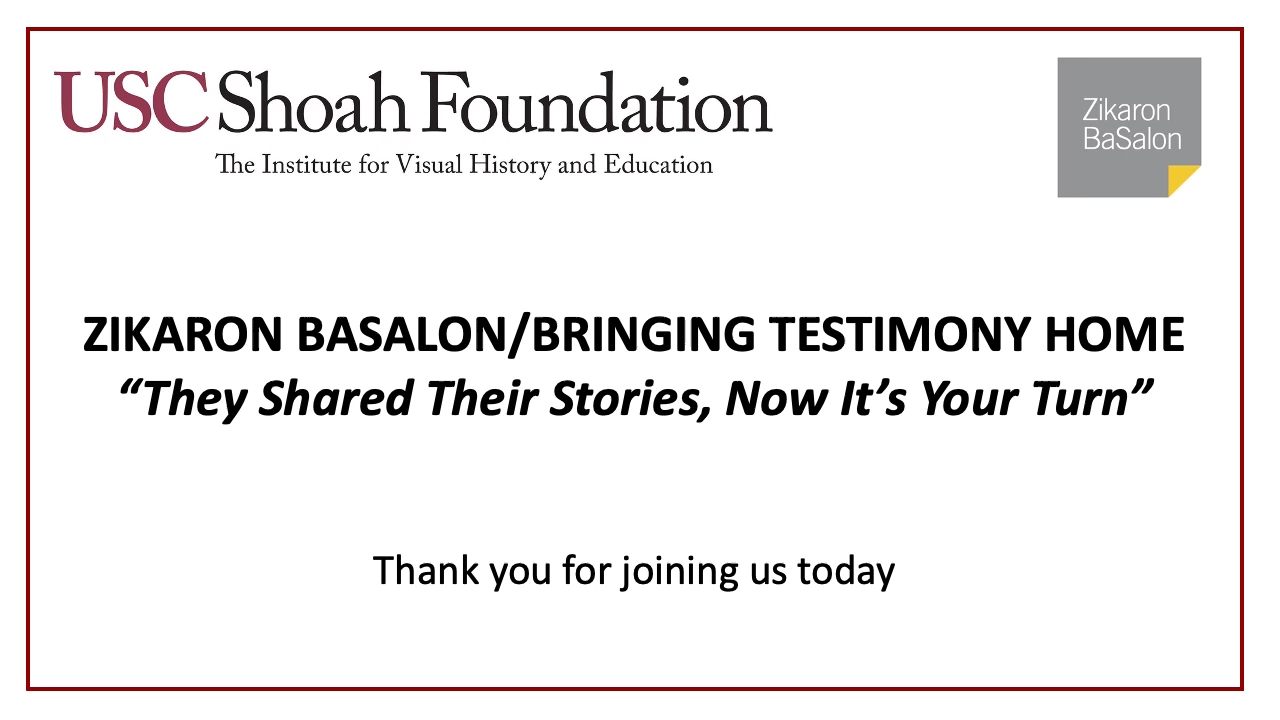 USC Shoah Foundation
The Institute for Visual History and Education
Zikaron
BaSalon
ZIKARON BASALON/BRINGING TESTIMONY HOME
“They Shared Their Stories, Now It’s Your Turn”
Thank you for joining us today